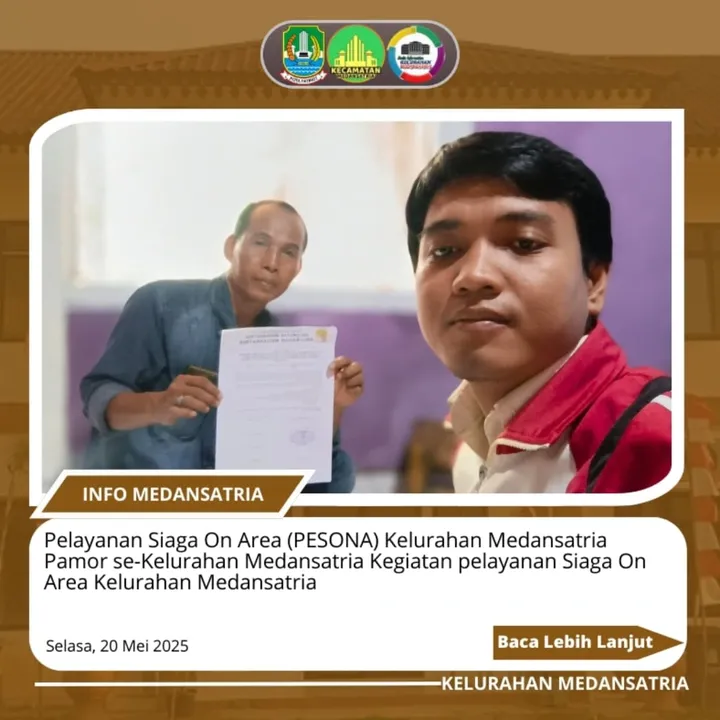 KECAMATAN
MEDANSATRIA
INFO MEDANSATRIA
Pelayanan Siaga On Area (PESONA) Kelurahan Medansatria
Pamor se-Kelurahan Medansatria Kegiatan pelayanan Siaga On
Area Kelurahan Medansatria
Selasa, 20 Mei 2025
Baca Lebih Lanjut
KELURAHAN MEDANSATRIA